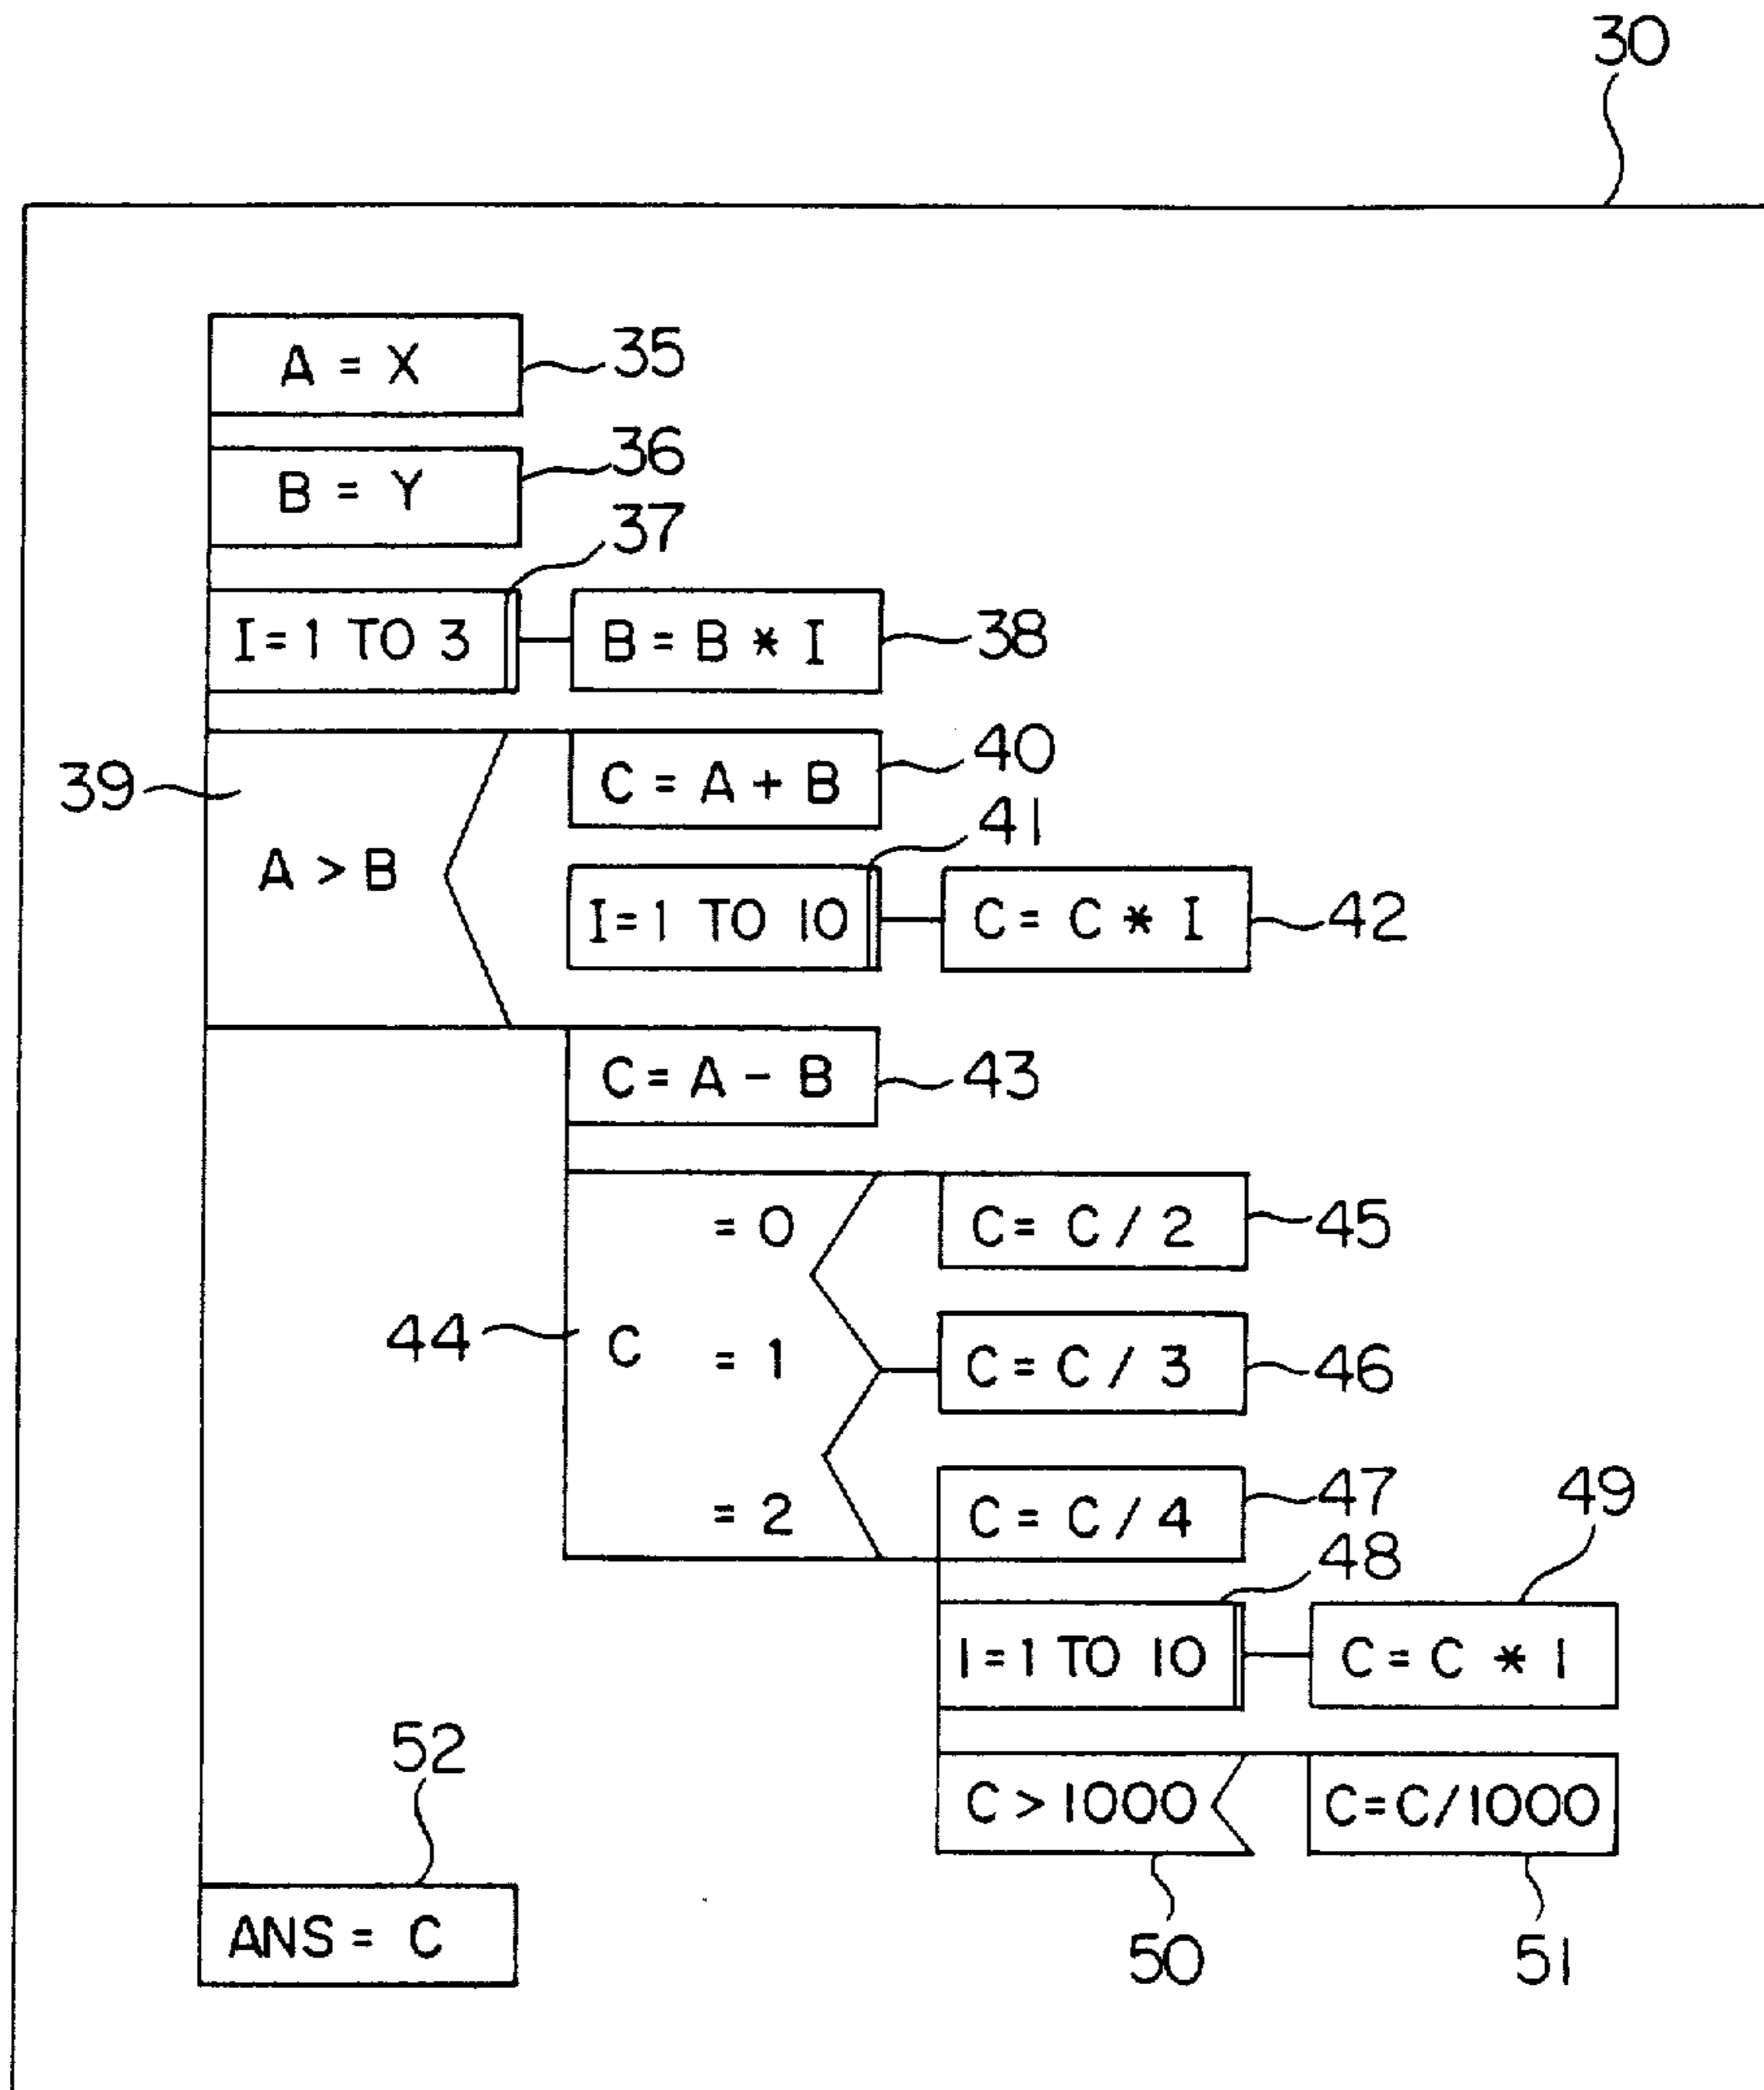 30
A = X
35
B = Y
36
37
I = 1 TO 3
B = B * I
38
39
A > B
C = A + B
40
41
I = 1 TO 10
C = C * I
42
C = A - B
43
44
C
= 0
= 1
= 2
C = C / 2
45
C = C / 3
46
C = C / 4
47
48
49
I = 1 TO 10
C = C * I
C > 1000
C = C/1000
50
51
52
ANS = C